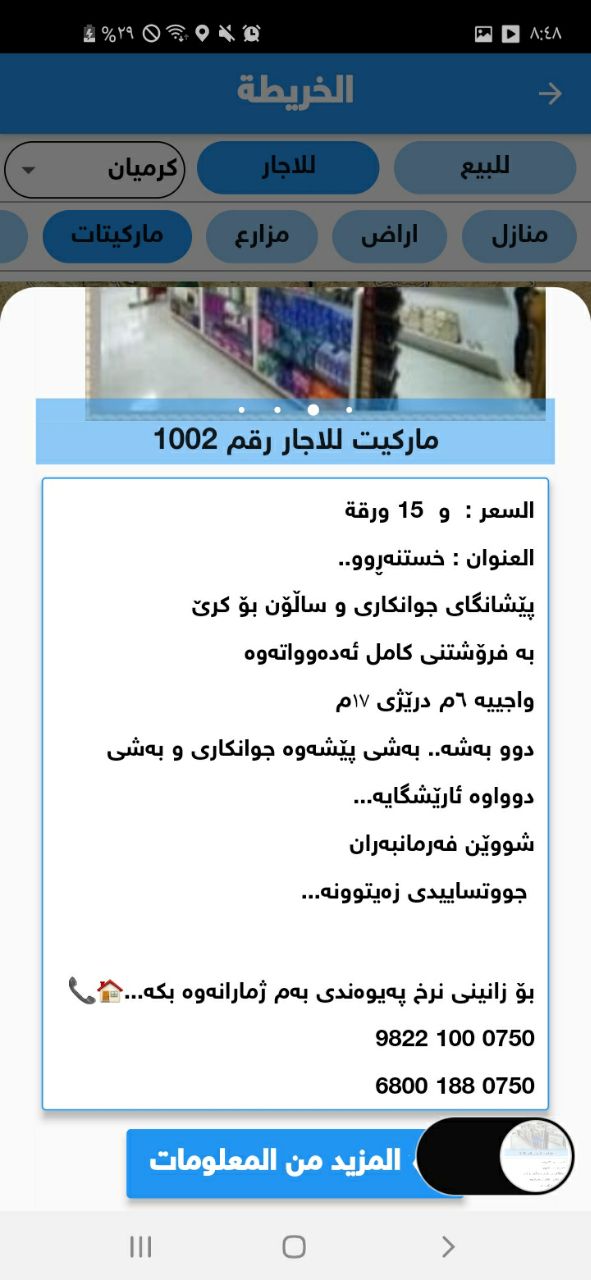 ٨:٤٨
%٢٩
الخريطة
للبيع
للاجار
كرميان
منازل
اراض
مزارع
ماركيتات
ماركيت للاجار رقم 1002
السعر : و 15 ورقة
العنوان : خستنەڕوو..
پێشانگای جوانکاری و ساڵۆن بۆ کرێ
بە فرۆشتنی کامل ئەدەوواتەوە
واجییە ٦م درێژی ١٧م
دوو بەشە.. بەشی پێشەوە جوانکاری و بەشی
دوواوە ئارێشگایە...
شووێن فەرمانبەران
جووتساییدی زەیتوونە...
بۆ زانینی نرخ پەیوەندی بەم ژمارانەوە بکە...🏠📞
0750 100 9822
0750 188 6800
المزيد من المعلومات